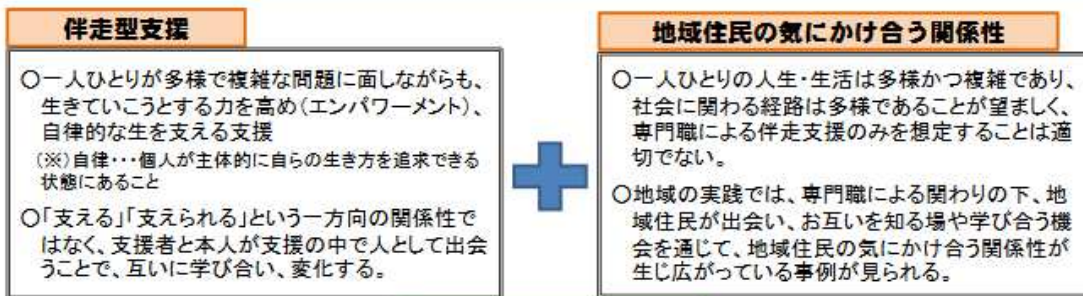 伴走型支援
○一人ひとりが多様で複雑な問題に面しながらも、
生きていこうとする力を高め(エンパワーメント)、
自律的な生を支える支援
(※)自律・・・個人が主体的に自らの生き方を追求できる
状態にあること
○「支える」「支えられる」という一方向の関係性で
はなく、支援者と本人が支援の中で人として出会
うことで、互いに学び合い、変化する。
地域住民の気にかけ合う関係性
○一人ひとりの人生・生活は多様かつ複雑であり、
社会に関わる経路は多様であることが望ましく、
専門職による伴走支援のみを想定することは適
切でない。
○地域の実践では、専門職による関わりの下、地
域住民が出会い、お互いを知る場や学び合う機
会を通じて、地域住民の気にかけ合う関係性が
生じ広がっている事例が見られる。